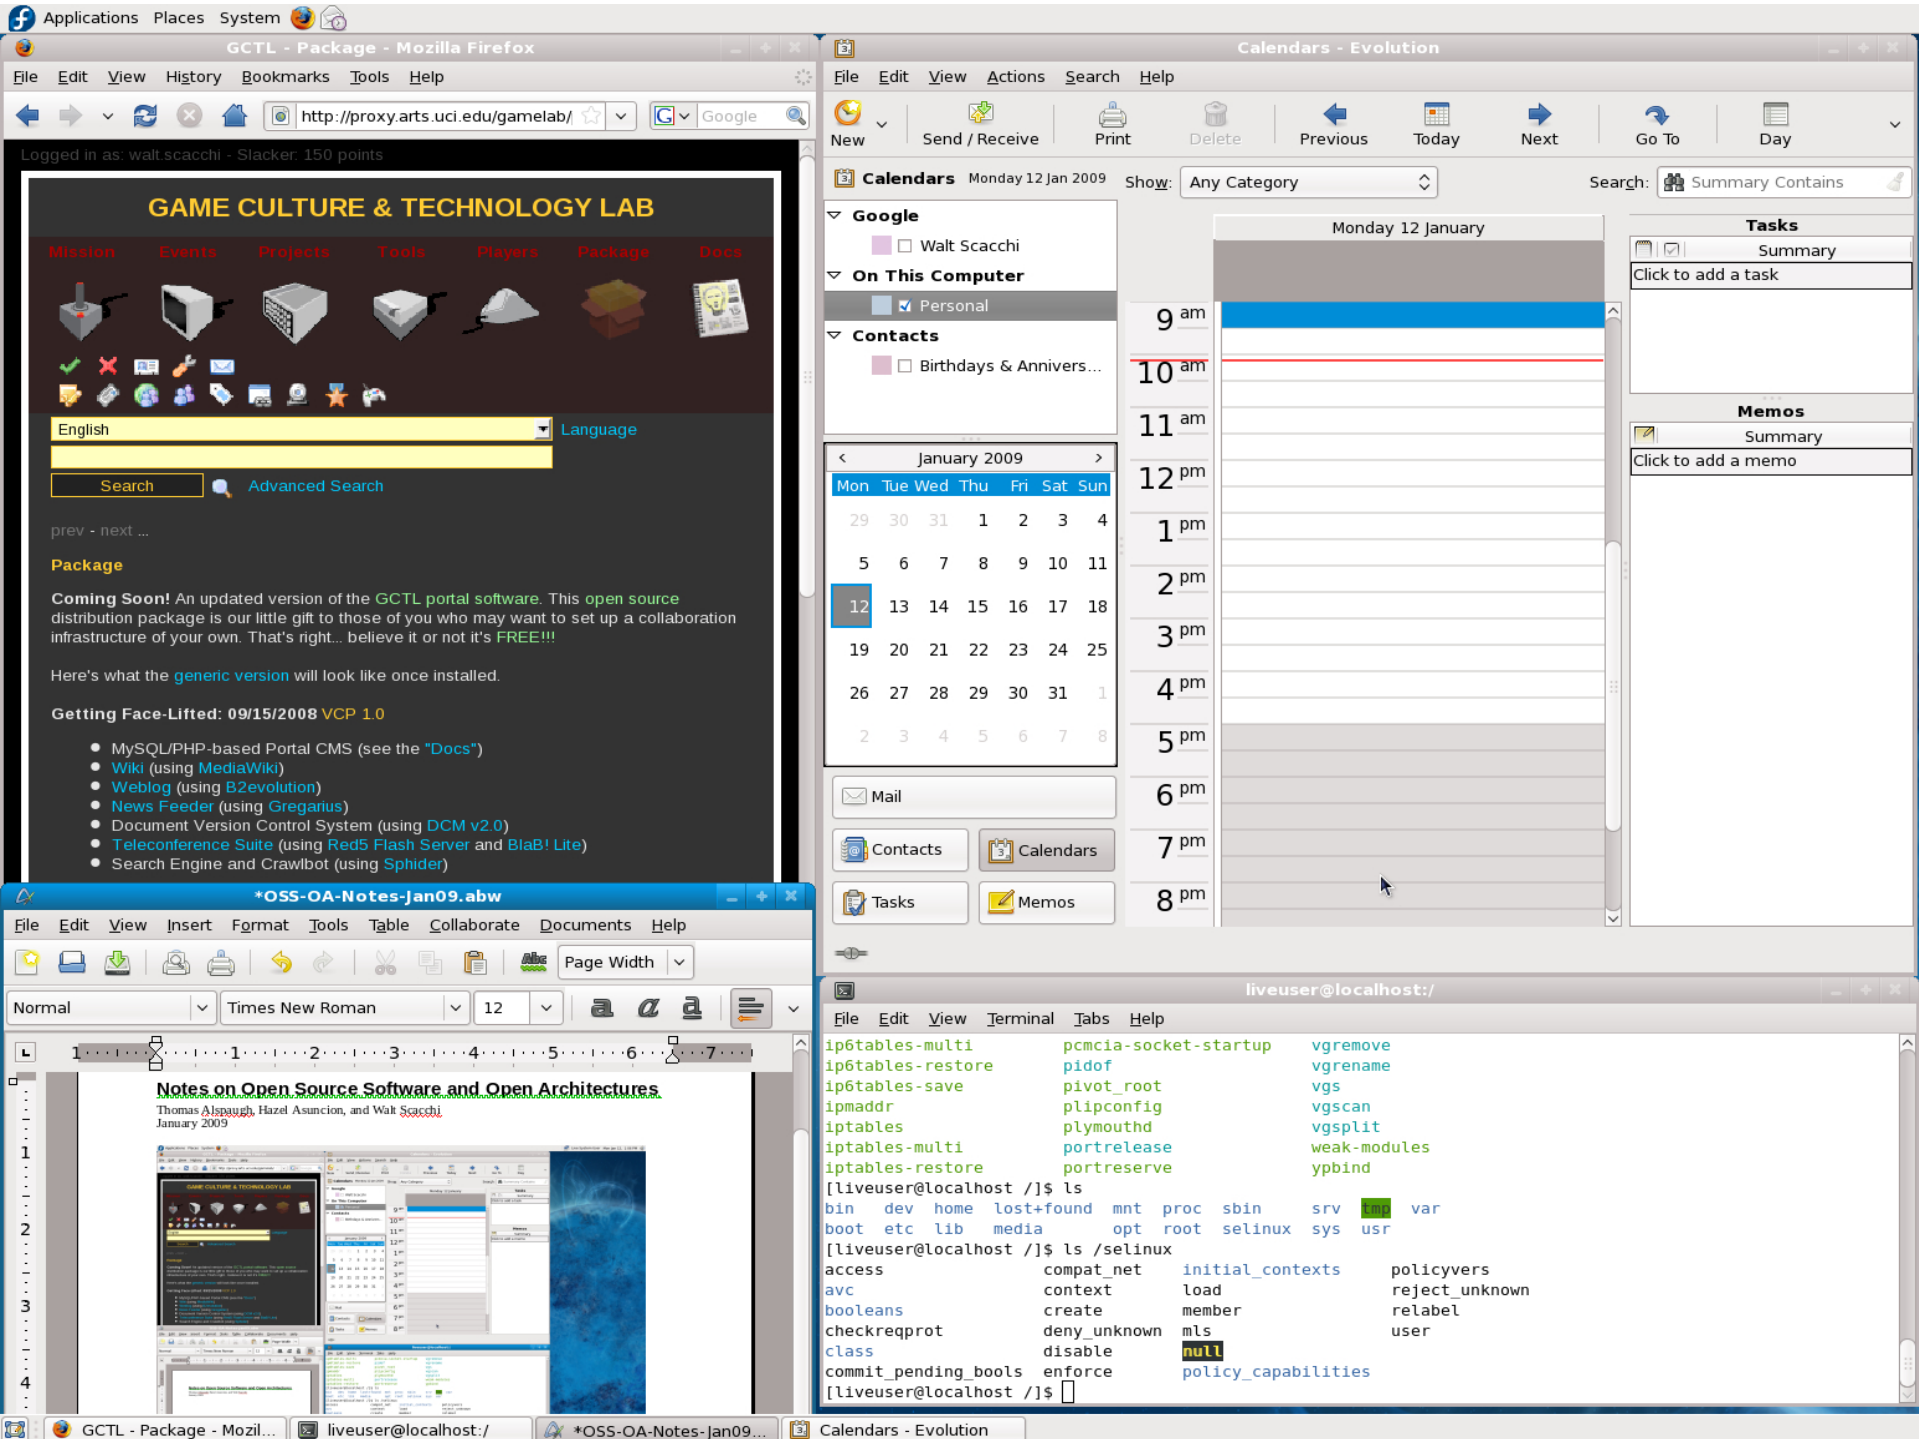 Applications Places System
GCTL - Package - Mozilla Firefox
File Edit View History Bookmarks Tools Help
http://proxy.arts.uci.edu/gamelab/ Google
Logged in as: walt.scacchi - Slacker: 150 points
GAME CULTURE & TECHNOLOGY LAB
Mission Events Projects Tools Players Package Docs
English Language
Search Advanced Search
prev - next ...
Package
Coming Soon! An updated version of the GCTL portal software. This open source
distribution package is our little gift to those of you who may want to set up a collaboration
infrastructure of your own. That's right... believe it or not it's FREE!!!
Here's what the generic version will look like once installed.
Getting Face-Lifted: 09/15/2008 VCP 1.0
MySQL/PHP-based Portal CMS (see the "Docs")
Wiki (using MediaWiki)
Weblog (using B2evolution)
News Feeder (using Gregarius)
Document Version Control System (using DCM v2.0)
Teleconference Suite (using Red5 Flash Server and BlaB! Lite)
Search Engine and Crawlbot (using Sphider)
Calendars - Evolution
File Edit View Actions Search Help
New Send / Receive Print Delete Previous Today Next Go To Day
Calendars Monday 12 Jan 2009 Show: Any Category Search: Summary Contains
Google
Walt Scacchi
On This Computer
Personal
Contacts
Birthdays & Annivers...
January 2009
Mon Tue Wed Thu Fri Sat Sun
29 30 31 1 2 3 4
5 6 7 8 9 10 11
12 13 14 15 16 17 18
19 20 21 22 23 24 25
26 27 28 29 30 31 1
2 3 4 5 6 7 8
Mail
Contacts Calendars
Tasks Memos
Monday 12 January
9 am
10 am
11 am
12 pm
1 pm
2 pm
3 pm
4 pm
5 pm
6 pm
7 pm
8 pm
Tasks
Summary
Click to add a task
Memos
Summary
Click to add a memo
*OSS-OA-Notes-Jan09.abw
File Edit View Insert Format Tools Table Collaborate Documents Help
Abc Page Width
Normal Times New Roman 12 a a a
1 1 2 3 4 5 6 7
1
2
3
4
Notes on Open Source Software and Open Architectures
Thomas Alspaugh, Hazel Asuncion, and Walt Scacchi
January 2009
GAME CULTURE & TECHNOLOGY LAB
liveuser@localhost:/
File Edit View Terminal Tabs Help
ip6tables-multi pcmcia-socket-startup vgremove
ip6tables-restore pidof vgrename
ip6tables-save pivot_root vgs
ipmaddr plipconfig vgscan
iptables plymouthd vgsplit
iptables-multi portrelease weak-modules
iptables-restore portreserve ypbind
[liveuser@localhost /]$ ls
bin dev home lost+found mnt proc sbin srv tmp var
boot etc lib media opt root selinux sys usr
[liveuser@localhost /]$ ls /selinux
access compat_net initial_contexts policyvers
avc context load reject_unknown
booleans create member relabel
checkreqprot deny_unknown mls user
class disable null
commit_pending_bools enforce policy_capabilities
[liveuser@localhost /]$
GCTL - Package - Mozil... liveuser@localhost:/ *OSS-OA-Notes-Jan09... Calendars - Evolution